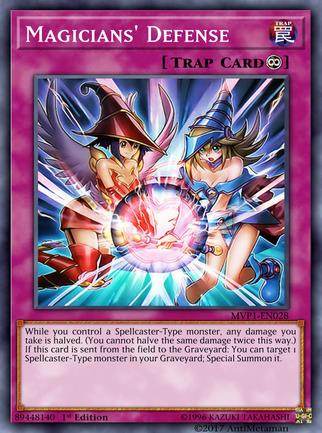 MAGICIANS' DEFENSE
TRAP
罠
[TRAP CARD∞]
MVP1-EN028
While you control a Spellcaster-Type monster, any damage you
take is halved. (You cannot halve the same damage twice this way.)
If this card is sent from the field to the Graveyard: You can target 1
Spellcaster-Type monster in your Graveyard; Special Summon it.
89448140 1st Edition ©1996 KAZUKI TAKAHASHI
©2017 AntiMetaman